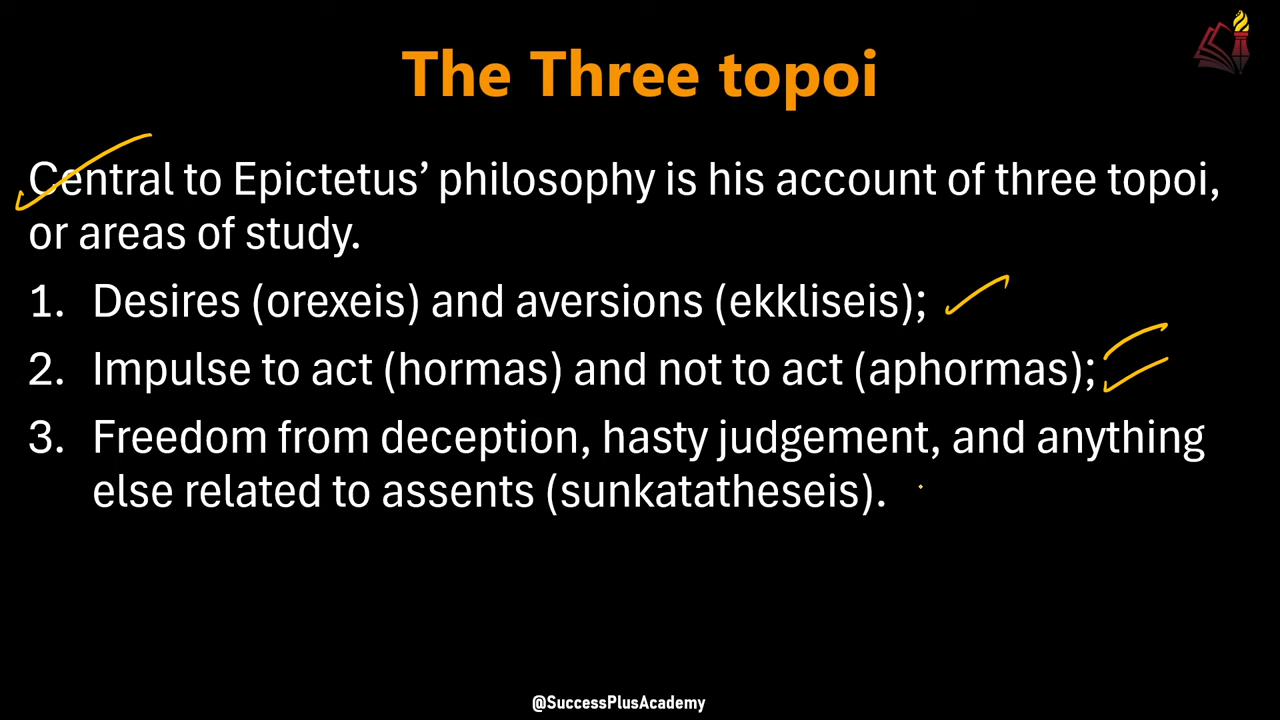 The Three topoi
Central to Epictetus’ philosophy is his account of three topoi,
or areas of study.
1. Desires (orexeis) and aversions (ekkliseis);
2. Impulse to act (hormas) and not to act (aphormas);
3. Freedom from deception, hasty judgement, and anything
else related to assents (sunkatatheseis).
@SuccessPlusAcademy